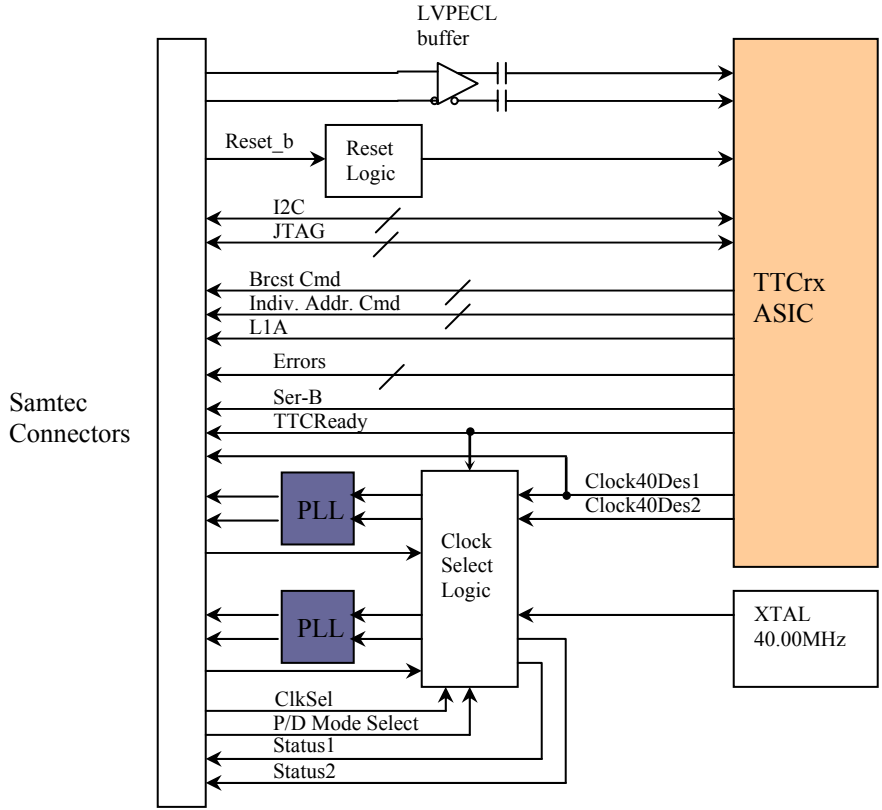 LVPECL
buffer
Reset_b
Reset
Logic
I2C
JTAG
Brcst Cmd
Indiv. Addr. Cmd
L1A
TTCrx
ASIC
Errors
Samtec
Connectors
Ser-B
TTCReady
Clock40Des1
Clock40Des2
PLL
Clock
Select
Logic
PLL
XTAL
40.00MHz
ClkSel
P/D Mode Select
Status1
Status2